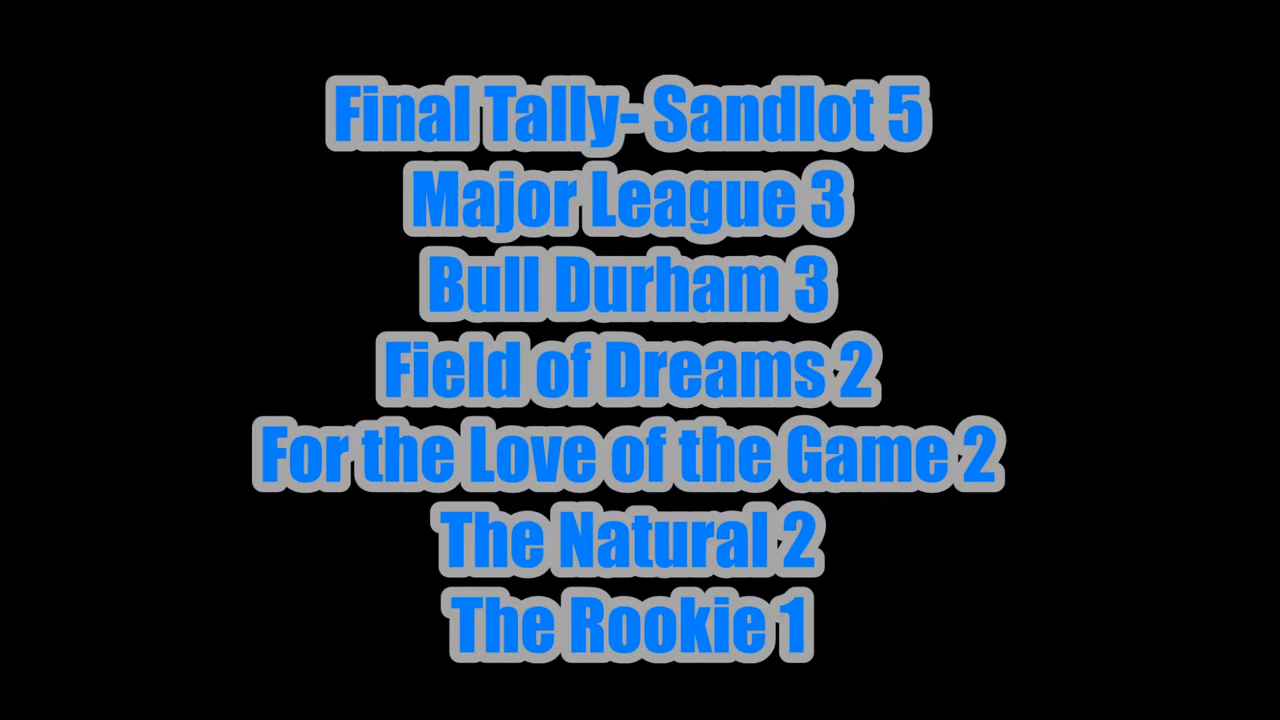 Final Tally- Sandlot 5
Major League 3
Bull Durham 3
Field of Dreams 2
For the Love of the Game 2
The Natural 2
The Rookie 1